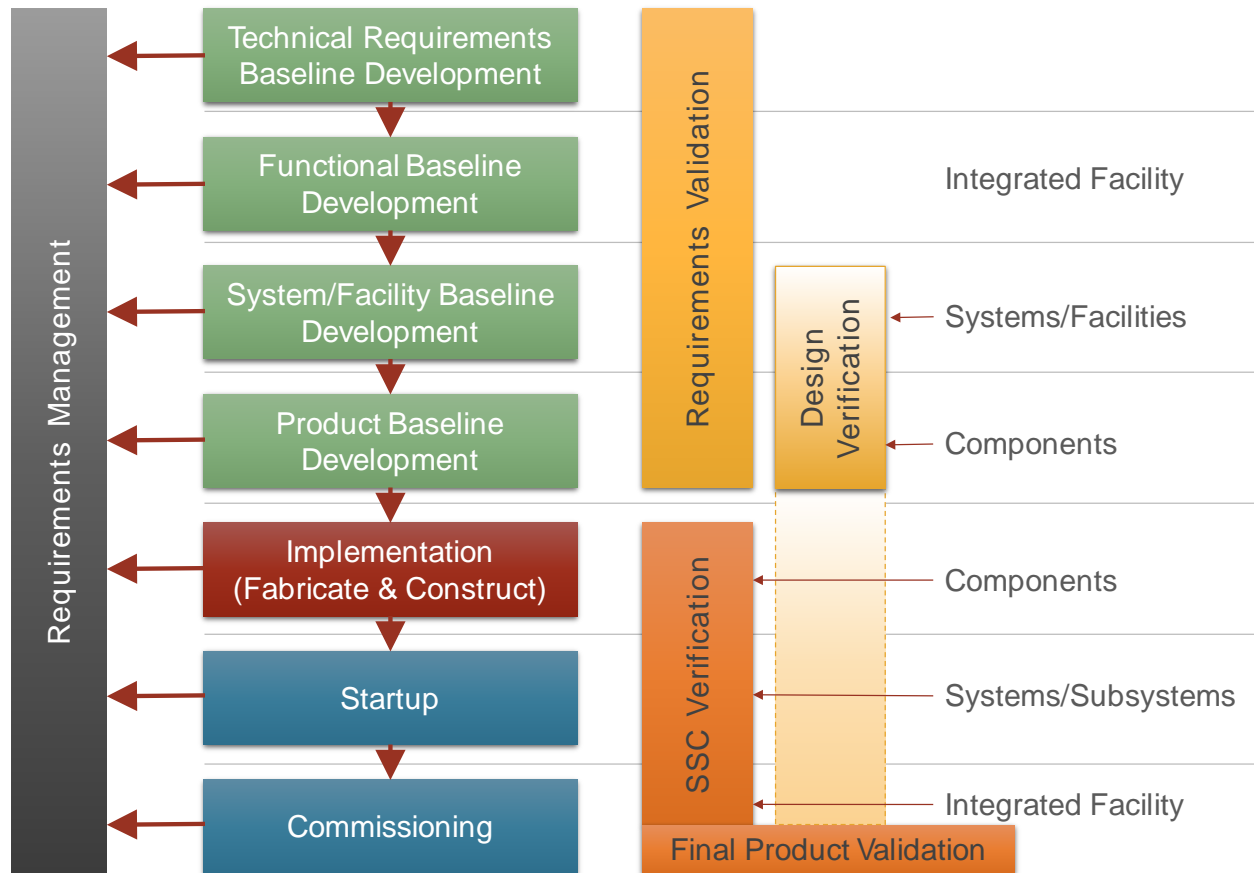 Requirements Management
Technical Requirements
Baseline Development
Functional Baseline
Development
System/Facility Baseline
Development
Product Baseline
Development
Implementation
(Fabricate & Construct)
Startup
Commissioning
Requirements Validation
Design
Verification
SSC Verification
Final Product Validation
Integrated Facility
Systems/Facilities
Components
Components
Systems/Subsystems
Integrated Facility